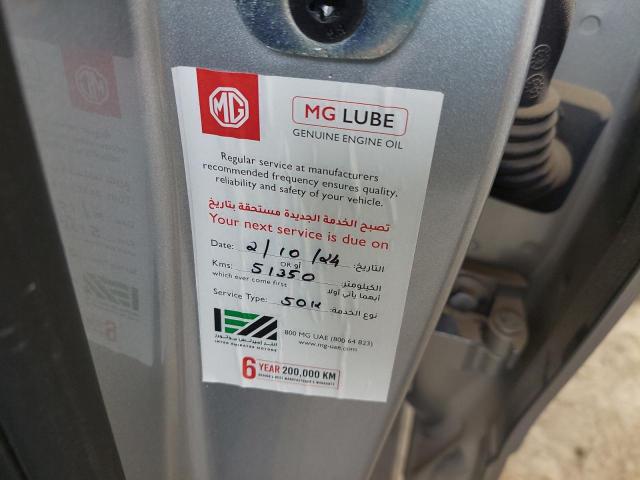 MG
MG LUBE
GENUINE ENGINE OIL
Regular service at manufacturers
recommended frequency ensures quality,
reliability and safety of your vehicle.
تصبح الخدمة الجديدة مستحقة بتاريخ
Your next service is due on
Date: 2/10/24 التاريخ:
OR أو
Kms: 51350 الكيلومتر:
which ever come first أيهما يأتي أولا
Service Type: 50K نوع الخدمة:
INTER EMIRATES MOTORS
800 MG UAE (800 64 823)
www.mg-uae.com
6 YEAR 200,000 KM